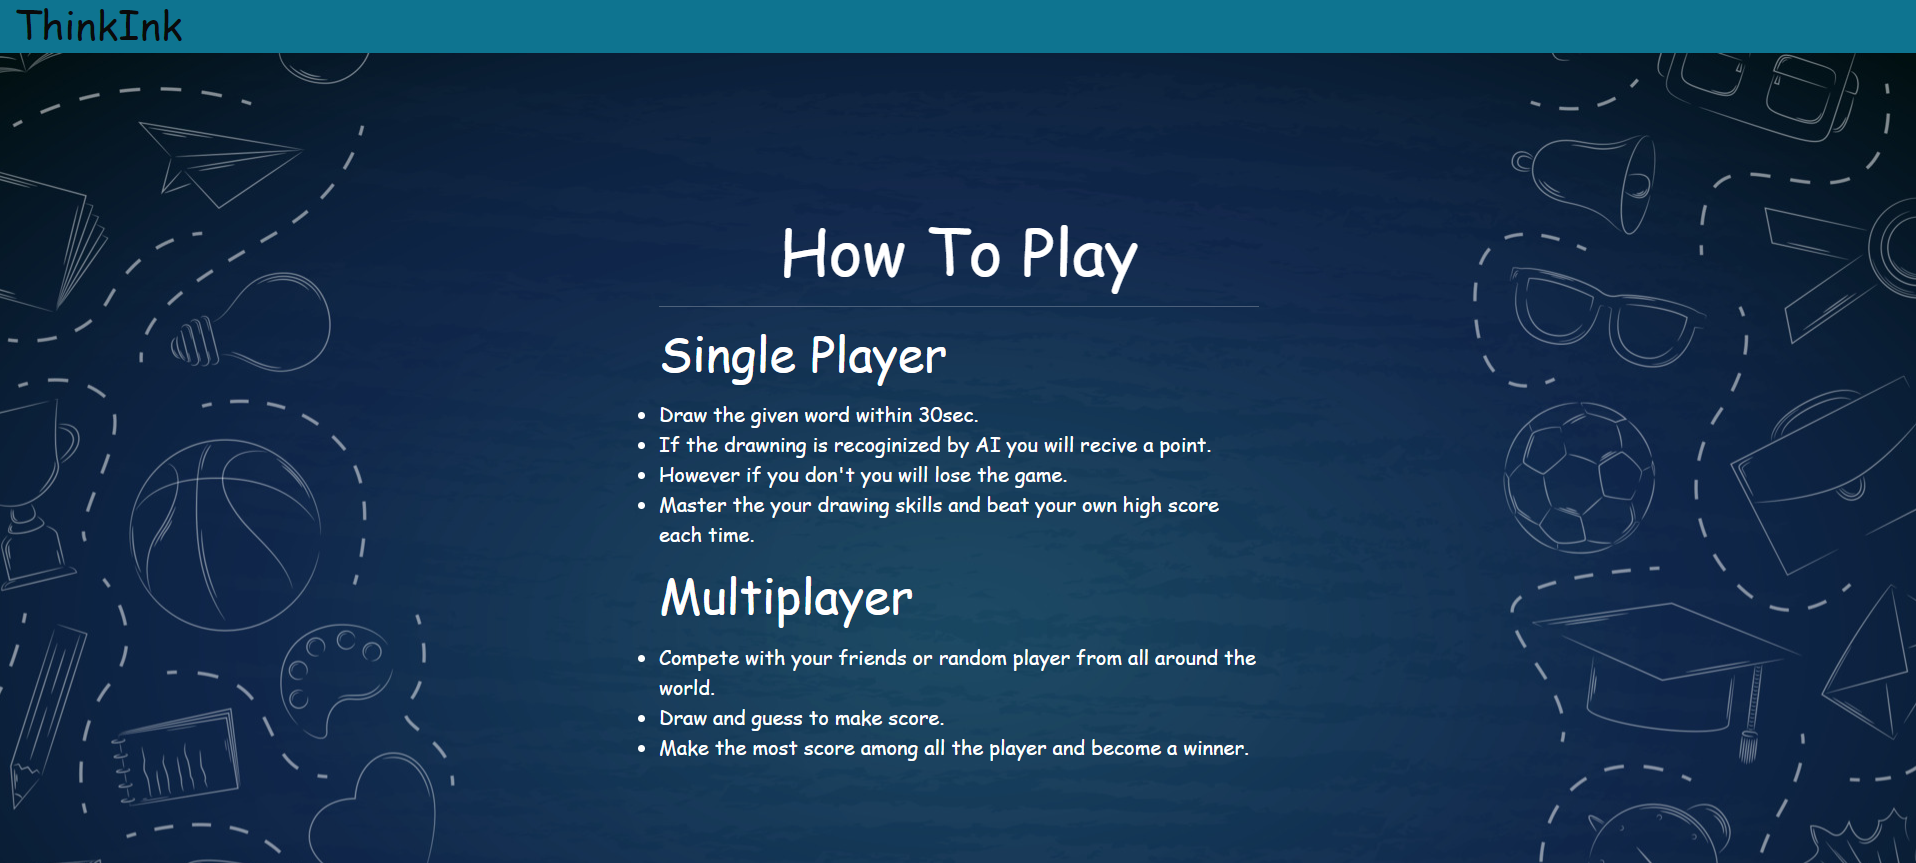 ThinkInk
How To Play
Single Player
Draw the given word within 30sec.
If the drawning is recoginized by AI you will recive a point.
However if you don't you will lose the game.
Master the your drawing skills and beat your own high score
each time.
Multiplayer
Compete with your friends or random player from all around the
world.
Draw and guess to make score.
Make the most score among all the player and become a winner.